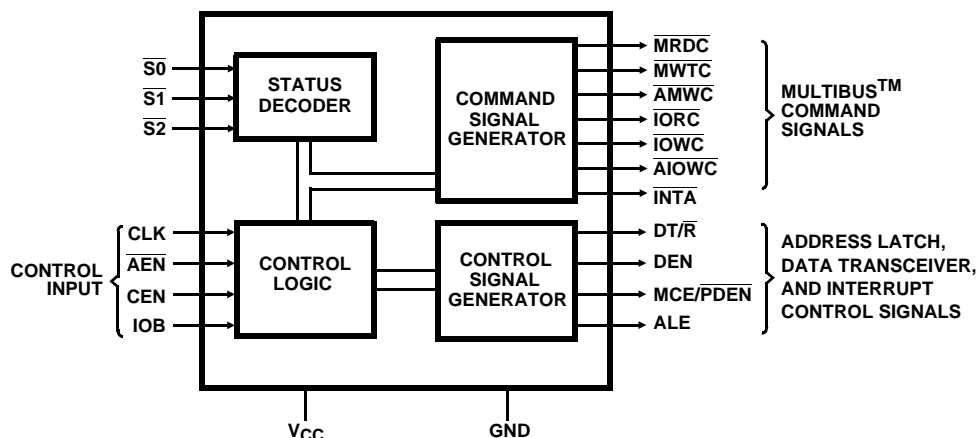 S0
S1
S2
STATUS
DECODER
COMMAND
SIGNAL
GENERATOR
MRDC
MWTC
AMWC
IORC
IOWC
AIOWC
INTA
MULTIBUS™
COMMAND
SIGNALS
CONTROL
INPUT
CLK
AEN
CEN
IOB
CONTROL
LOGIC
CONTROL
SIGNAL
GENERATOR
DT/R
DEN
MCE/PDEN
ALE
ADDRESS LATCH,
DATA TRANSCEIVER,
AND INTERRUPT
CONTROL SIGNALS
VCC
GND